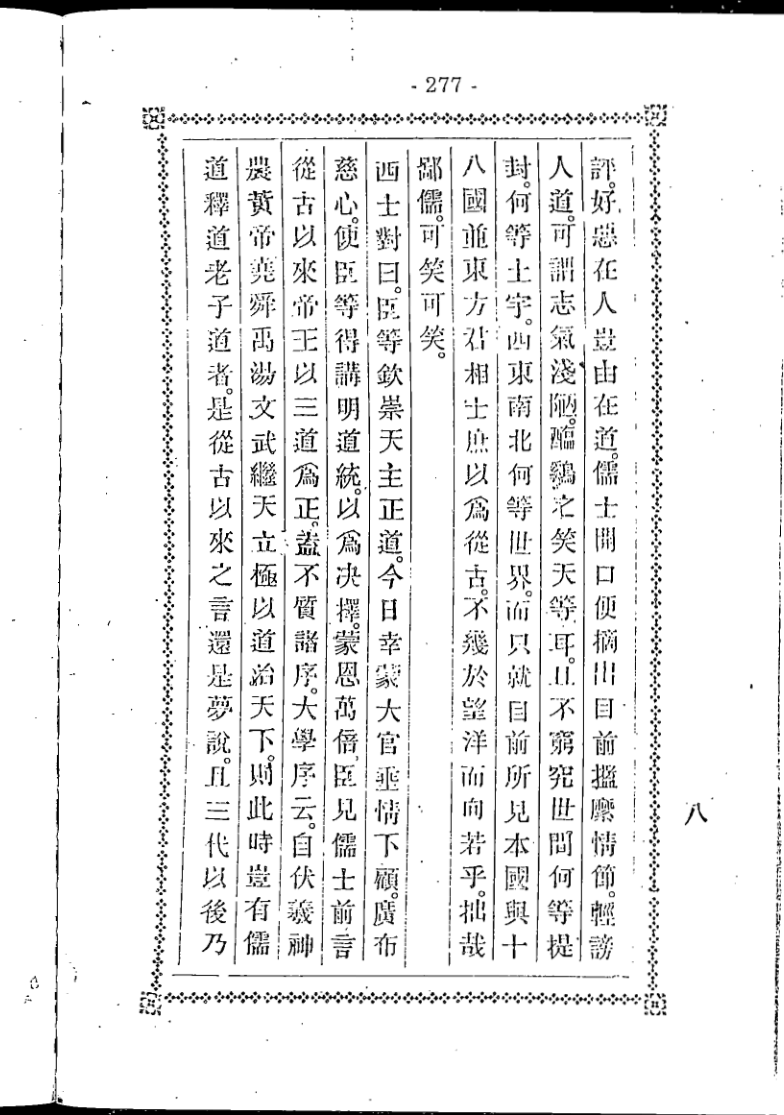 - 277 -
評。好惡在人豈由在道。儒士開口便摘出目前搵麽情節。輕謗
人道。可謂志氣淺陋。醯鷄之笑天等耳。且不窮究世間何等提
封。何等土宇。西東南北何等世界。而只就目前所見本國與十
八國並東方君相士庶以爲從古。不幾於望洋而向若乎。拙哉
鄙儒。可笑可笑。
西士對曰。臣等欽崇天主正道。今日幸蒙大官垂情下顧。廣布
慈心。使臣等得講明道統。以爲决擇。蒙恩萬倍。臣見儒士前言
從古以來帝王以三道爲正。盍不質諸序。大學序云。自伏羲神
農黃帝堯舜禹湯文武繼天立極以道治天下。則此時豈有儒
道釋道老子道者。是從古以來之言還是夢說。且三代以後乃
八